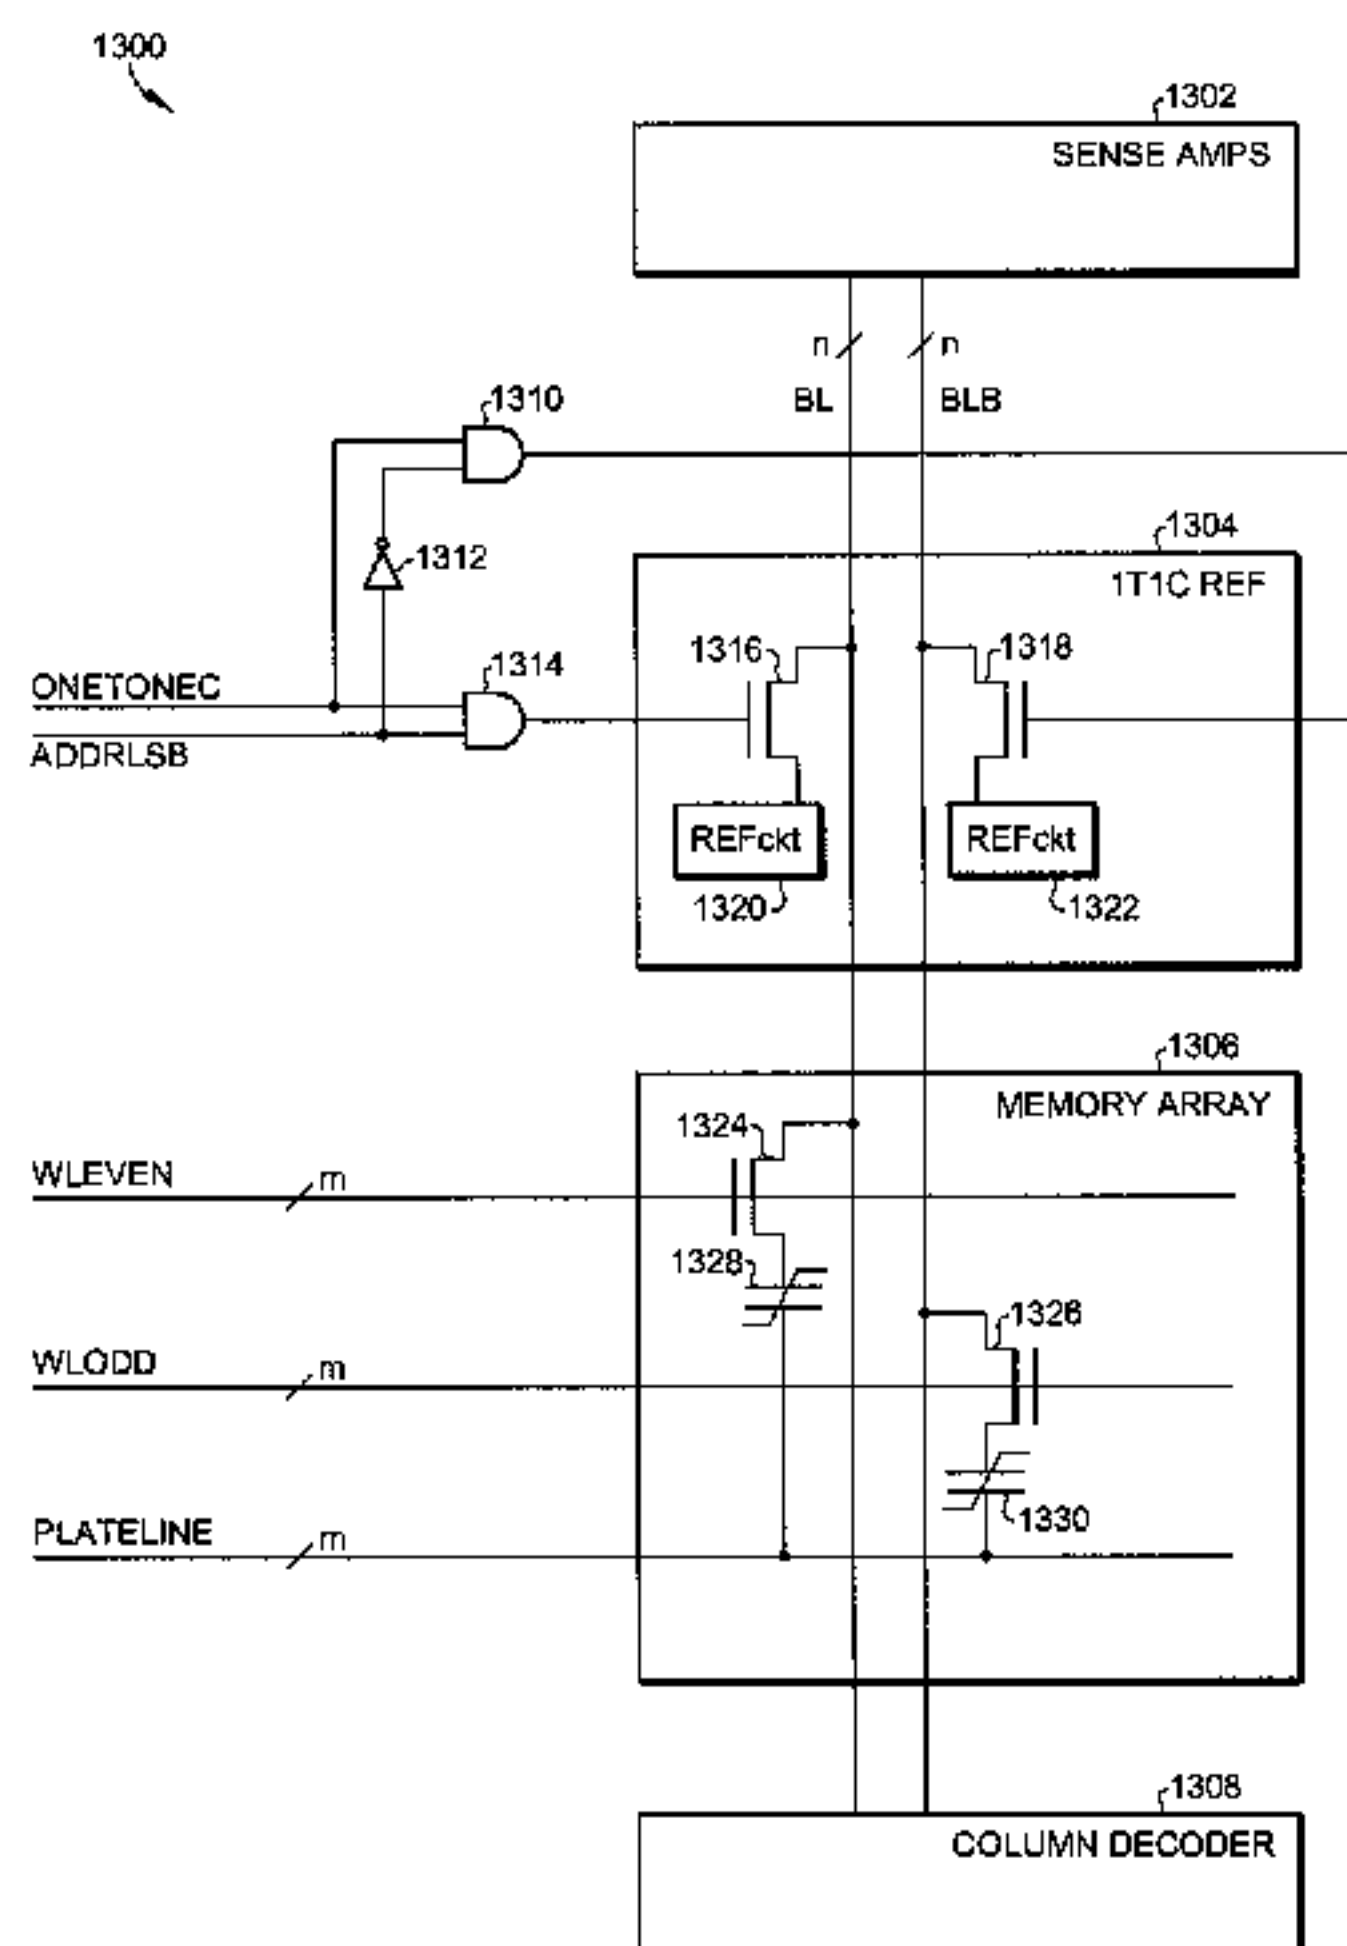 1300
1302
SENSE AMPS
n n
BL BLB
1310
1312
1304
1T1C REF
1314
1316 1318
ONETONEC
ADDRLSB
REFckt REFckt
1320 1322
1306
MEMORY ARRAY
1324
WLEVEN m
1328
1326
WLODD m
1330
PLATELINE m
1308
COLUMN DECODER